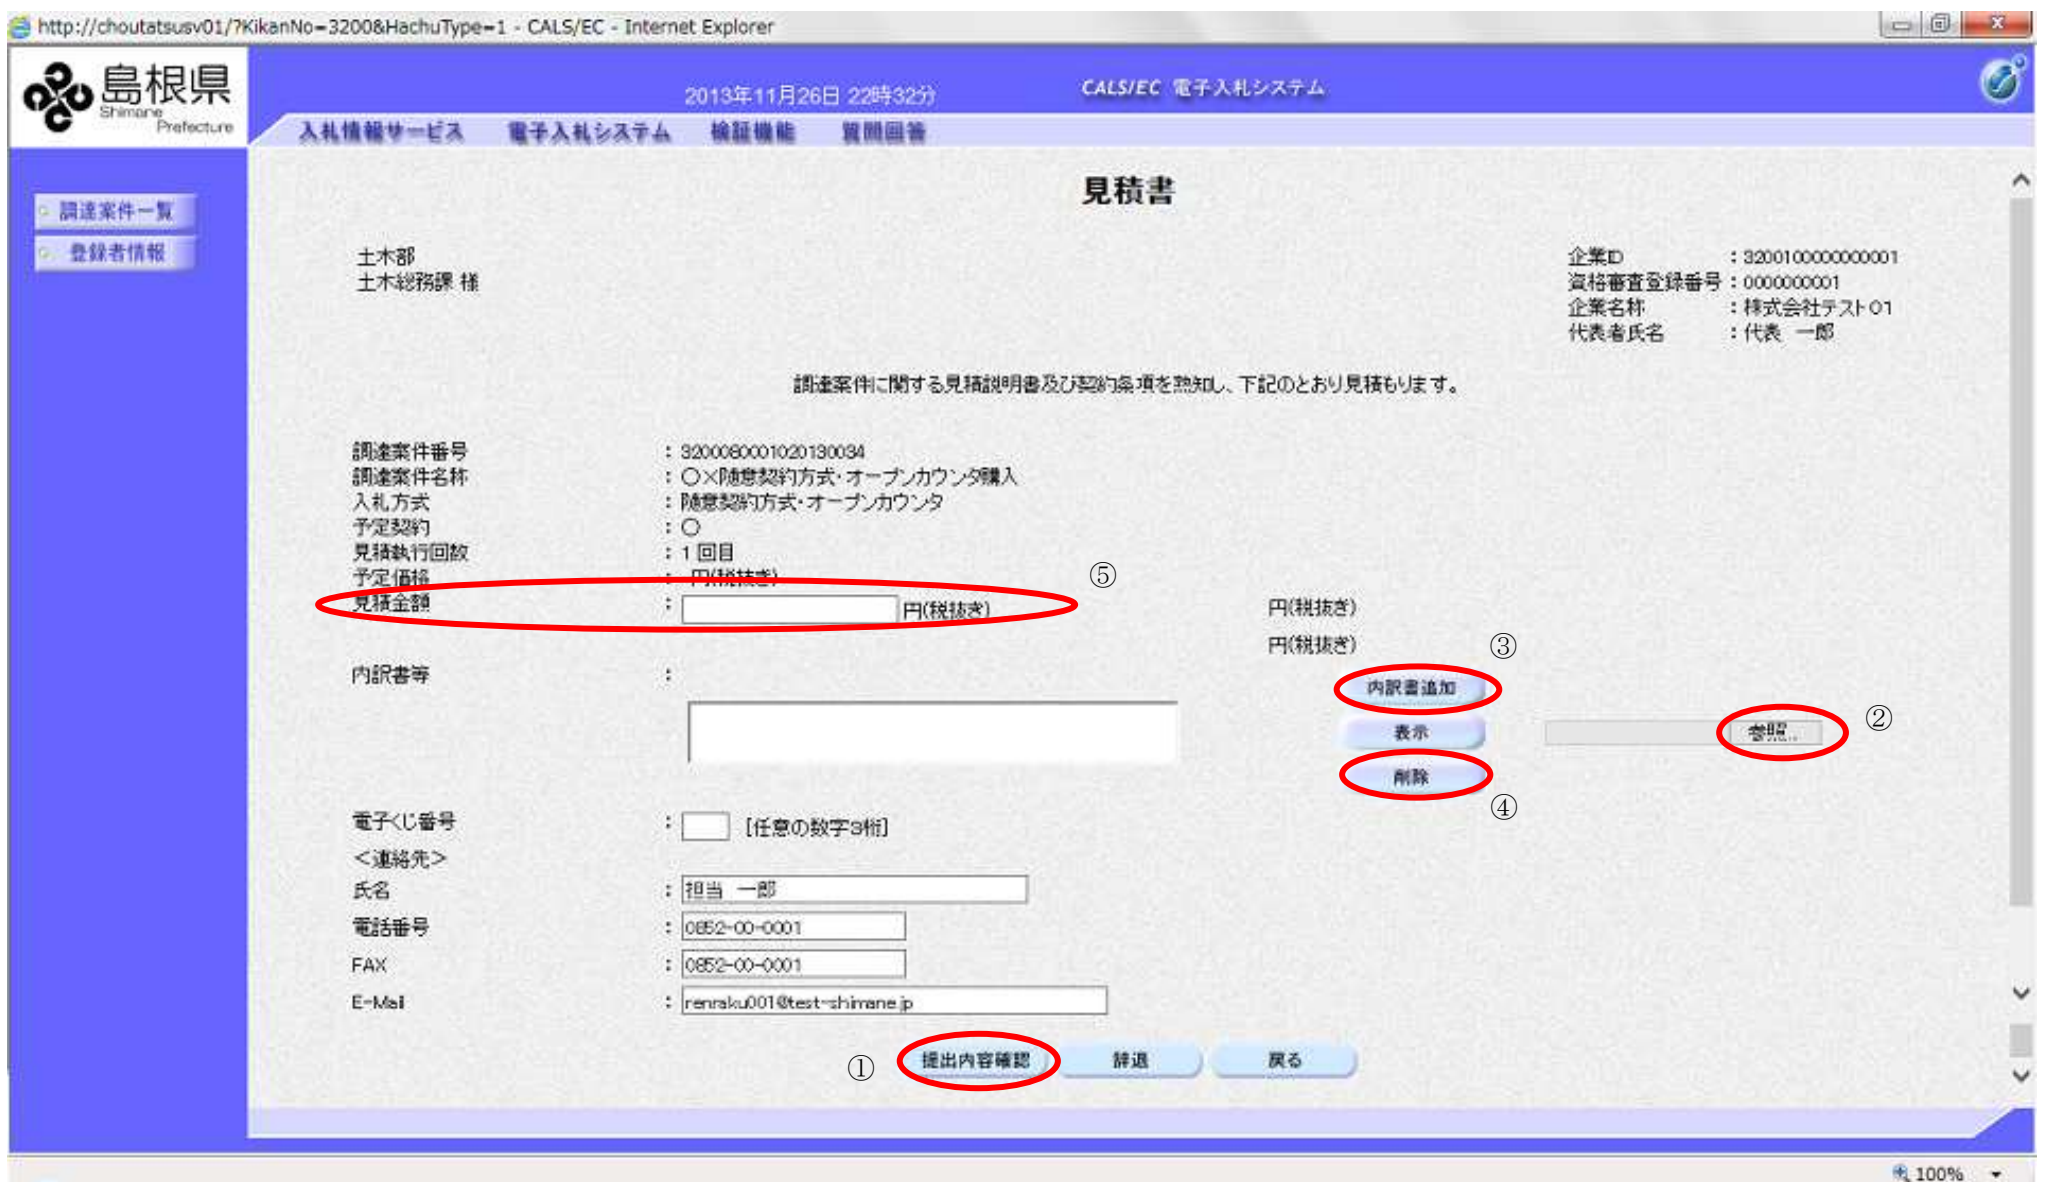 http://choutatsusv01/?KikanNo=3200&HachuType=1 - CALS/EC - Internet Explorer
島根県
Shimane
Prefecture
2013年11月26日 22時32分
CALS/EC 電子入札システム
入札情報サービス 電子入札システム 検証機能 質問回答
調達案件一覧
登録者情報
見積書
土木部
土木総務課 様
企業ID :3200100000000001
資格審査登録番号:0000000001
企業名称 :株式会社テスト01
代表者氏名 :代表 一郎
調達案件に関する見積説明書及び契約条項を熟知し、下記のとおり見積もります。
調達案件番号 : 3200080001020130034
調達案件名称 : ○×随意契約方式・オープンカウンタ購入
入札方式 : 随意契約方式・オープンカウンタ
予定契約 : ○
見積執行回数 : 1 回目
予定価格 : 円(税抜き)
⑤
見積金額 : 円(税抜き) 円(税抜き)
円(税抜き)
③
内訳書等 :
内訳書追加
表示
参照...
②
削除
④
電子くじ番号 : [任意の数字3桁]
<連絡先>
氏名 : 担当 一郎
電話番号 : 0852-00-0001
FAX : 0852-00-0001
E-Mail : renraku001@test-shimane.jp
① 提出内容確認 辞退 戻る
100%